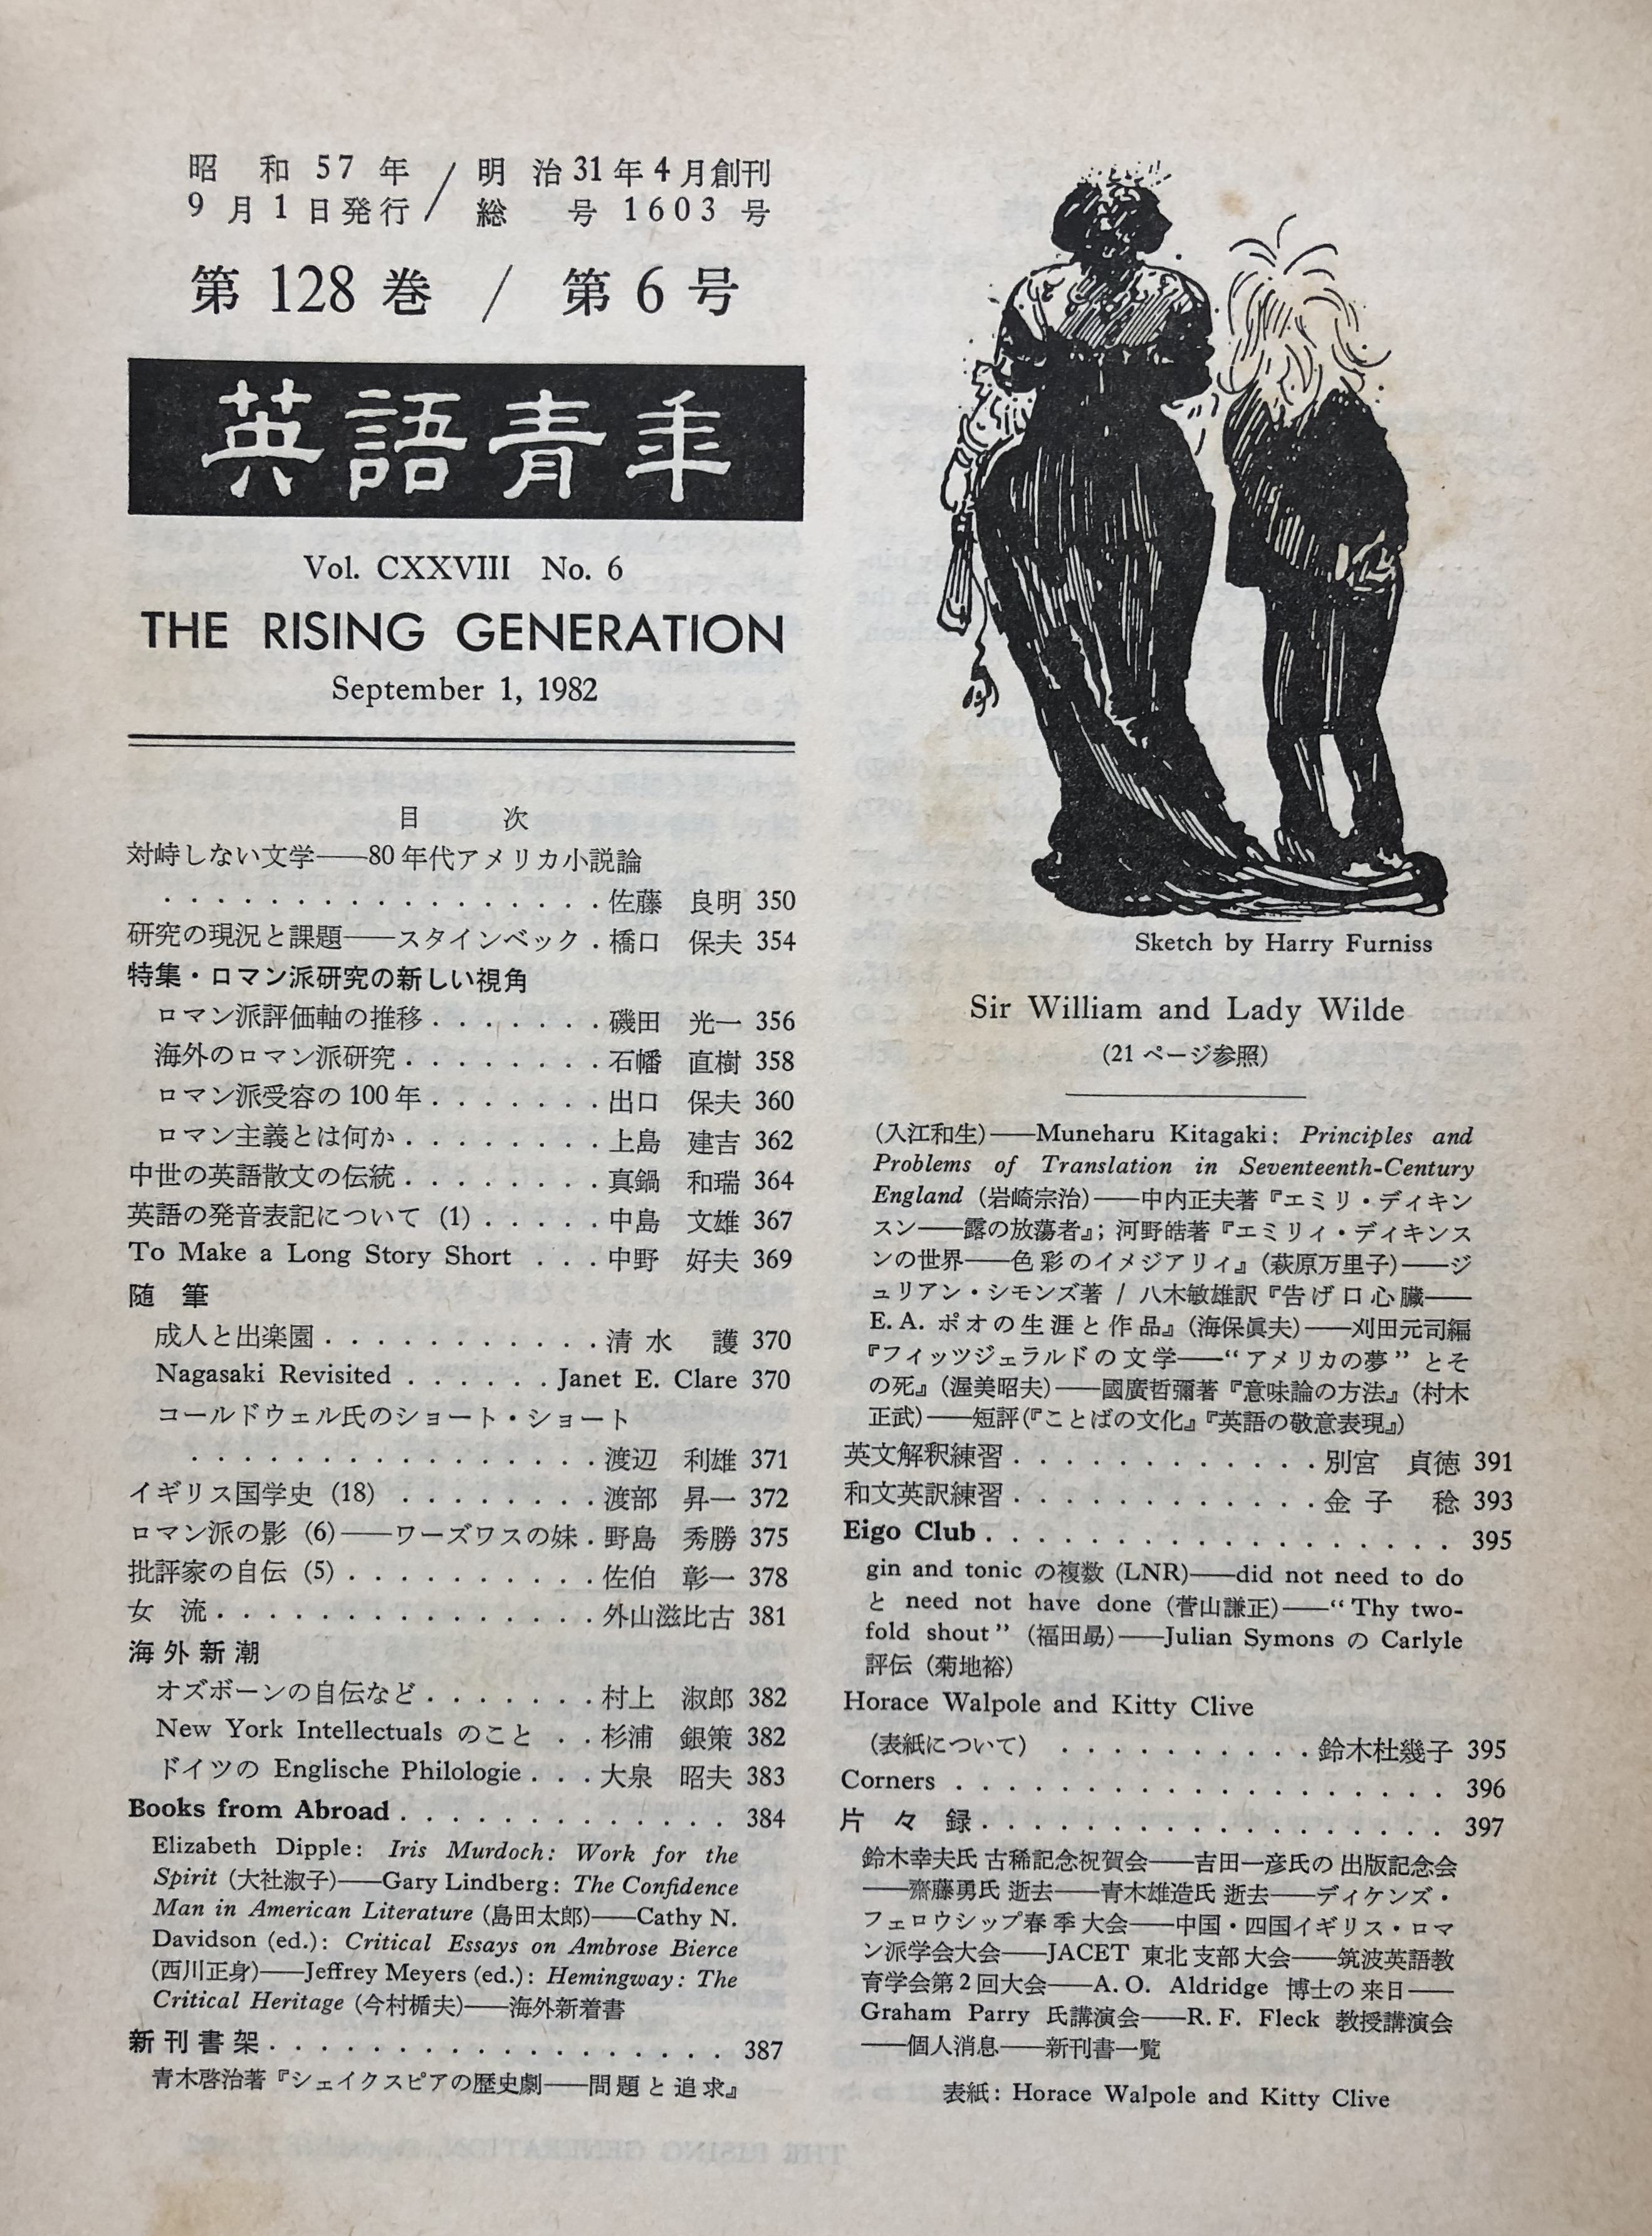 昭和57年 / 明治31年4月創刊
9月1日発行 / 総号1603号
第128巻 / 第6号
英語青年
Vol. CXXVIII No. 6
THE RISING GENERATION
September 1, 1982
目次
対峙しない文学——80年代アメリカ小説論
. . . . . . . . . . . . . . . . . 佐藤 良明 350
研究の現況と課題——スタインベック . 橋口 保夫 354
特集・ロマン派研究の新しい視角
ロマン派評価軸の推移 . . . . . . . 磯田 光一 356
海外のロマン派研究 . . . . . . . . 石幡 直樹 358
ロマン派受容の100年 . . . . . . . 出口 保夫 360
ロマン主義とは何か . . . . . . . . 上島 建吉 362
中世の英語散文の伝統 . . . . . . . . 真鍋 和瑞 364
英語の発音表記について (1) . . . . . 中島 文雄 367
To Make a Long Story Short . . . 中野 好夫 369
随筆
成人と出楽園 . . . . . . . . . . . 清水 護 370
Nagasaki Revisited . . . . . . Janet E. Clare 370
コールドウェル氏のショート・ショート
. . . . . . . . . . . . . . . . 渡辺 利雄 371
イギリス国学史 (18) . . . . . . . . 渡部 昇一 372
ロマン派の影 (6)——ワーズワスの妹 . 野島 秀勝 375
批評家の自伝 (5) . . . . . . . . . . 佐伯 彰一 378
女流 . . . . . . . . . . . . . . . 外山滋比古 381
海外新潮
オズボーンの自伝など . . . . . . . 村上 淑郎 382
New York Intellectuals のこと . . 杉浦 銀策 382
ドイツの Englische Philologie . . . 大泉 昭夫 383
Books from Abroad . . . . . . . . . . . . . 384
Elizabeth Dipple: Iris Murdoch: Work for the
Spirit (大社淑子)——Gary Lindberg: The Confidence
Man in American Literature (島田太郎)——Cathy N.
Davidson (ed.): Critical Essays on Ambrose Bierce
(西川正身)——Jeffrey Meyers (ed.): Hemingway: The
Critical Heritage (今村楯夫)——海外新着書
新刊書架 . . . . . . . . . . . . . . . . . . 387
青木啓治著『シェイクスピアの歴史劇——問題と追求』
Sketch by Harry Furniss
Sir William and Lady Wilde
(21ページ参照)
(入江和生)——Muneharu Kitagaki: Principles and
Problems of Translation in Seventeenth-Century
England (岩崎宗治)——中内正夫著『エミリ・ディキン
スン——露の放蕩者』; 河野皓著『エミリィ・ディキンス
ンの世界——色彩のイメジアリィ』(萩原万里子)——ジ
ュリアン・シモンズ著 / 八木敏雄訳『告げ口心臓——
E. A. ポオの生涯と作品』(海保眞夫)——刈田元司編
『フィッツジェラルドの文学——“アメリカの夢” とそ
の死』(渥美昭夫)——國廣哲彌著『意味論の方法』(村木
正武)——短評(『ことばの文化』『英語の敬意表現』)
英文解釈練習 . . . . . . . . . . . . 別宮 貞徳 391
和文英訳練習 . . . . . . . . . . . . 金子 稔 393
Eigo Club . . . . . . . . . . . . . . . . . . 395
gin and tonic の複数 (LNR)——did not need to do
と need not have done (菅山謙正)——“Thy two-
fold shout” (福田勗)——Julian Symons の Carlyle
評伝 (菊地裕)
Horace Walpole and Kitty Clive
(表紙について) . . . . . . . . . . 鈴木杜幾子 395
Corners . . . . . . . . . . . . . . . . . . . 396
片々録 . . . . . . . . . . . . . . . . . . 397
鈴木幸夫氏古稀記念祝賀会——吉田一彦氏の出版記念会
——齋藤勇氏逝去——青木雄造氏逝去——ディケンズ・
フェロウシップ春季大会——中国・四国イギリス・ロマ
ン派学会大会——JACET 東北支部大会——筑波英語教
育学会第2回大会——A. O. Aldridge 博士の来日——
Graham Parry 氏講演会——R. F. Fleck 教授講演会
——個人消息——新刊書一覧
表紙: Horace Walpole and Kitty Clive